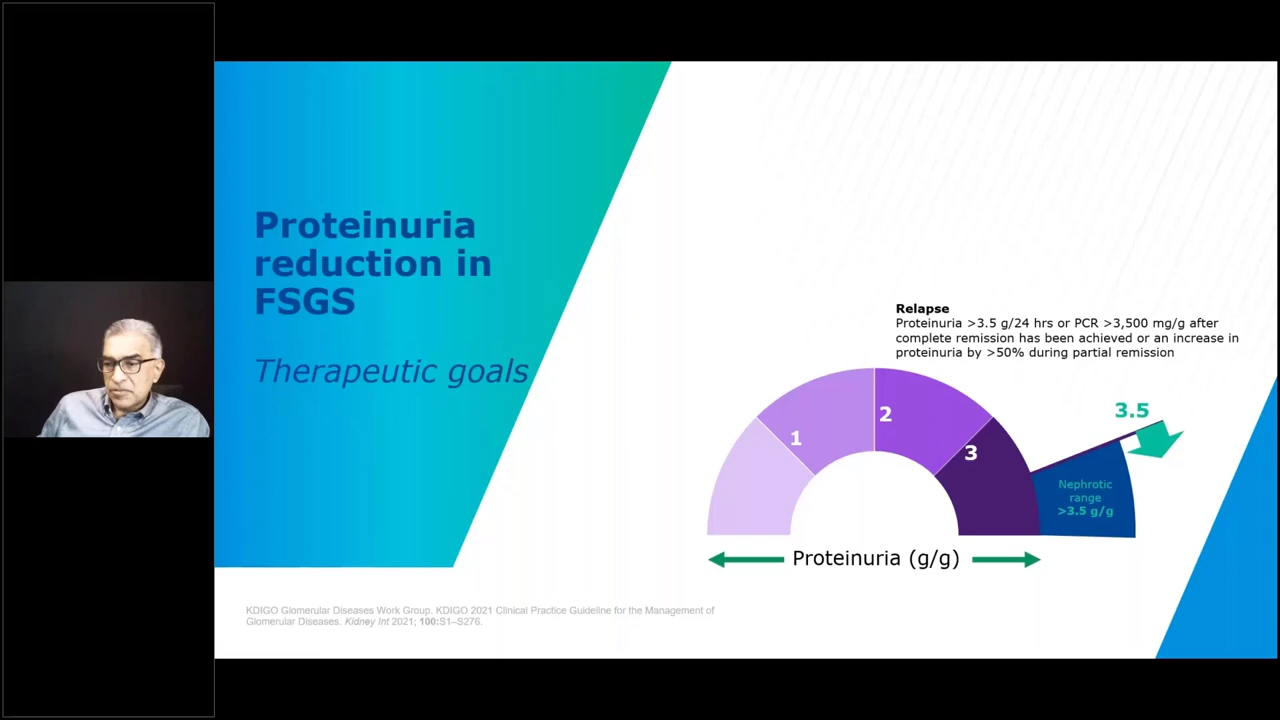 Proteinuria
reduction in
FSGS
Therapeutic goals
Relapse
Proteinuria >3.5 g/24 hrs or PCR >3,500 mg/g after
complete remission has been achieved or an increase in
proteinuria by >50% during partial remission
1
2
3
3.5
Nephrotic
range
>3.5 g/g
Proteinuria (g/g)
KDIGO Glomerular Diseases Work Group. KDIGO 2021 Clinical Practice Guideline for the Management of
Glomerular Diseases. Kidney Int 2021; 100:S1–S276.